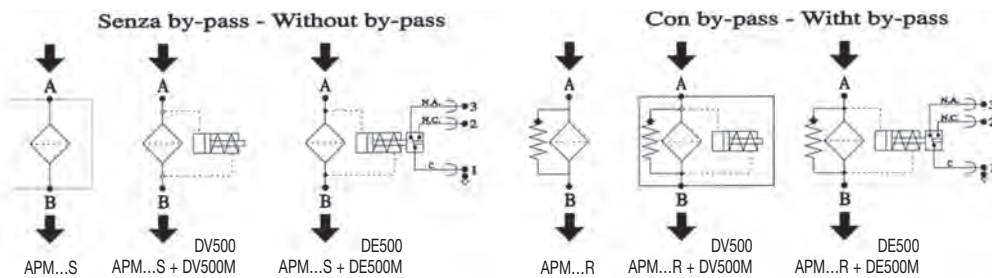 Senza by-pass - Without by-pass
Con by-pass - Witht by-pass
A A A A A A
N.A. 3
N.C. 2
C 1
N.A. 3
N.C. 2
C
B B B B B B
DV500 DE500 DV500 DE500
APM...S APM...S + DV500M APM...S + DE500M APM...R APM...R + DV500M APM...R + DE500M